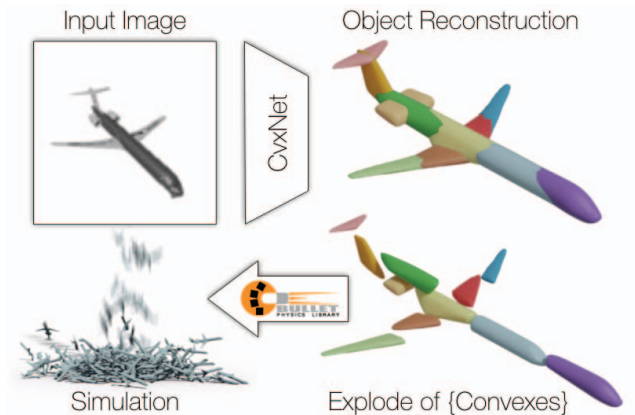 Input Image
Object Reconstruction
CvxNet
BULLET
PHYSICS LIBRARY
Simulation
Explode of {Convexes}